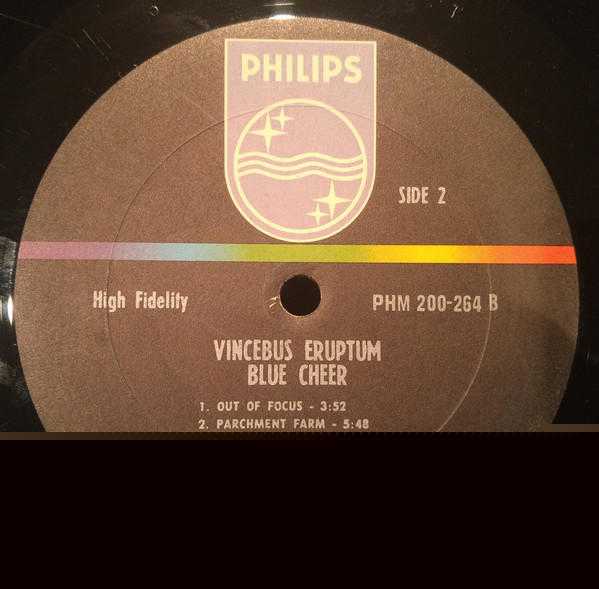 PHILIPS
SIDE 2
High Fidelity
PHM 200-264 B
VINCEBUS ERUPTUM
BLUE CHEER
1. OUT OF FOCUS - 3:52
2. PARCHMENT FARM - 5:48